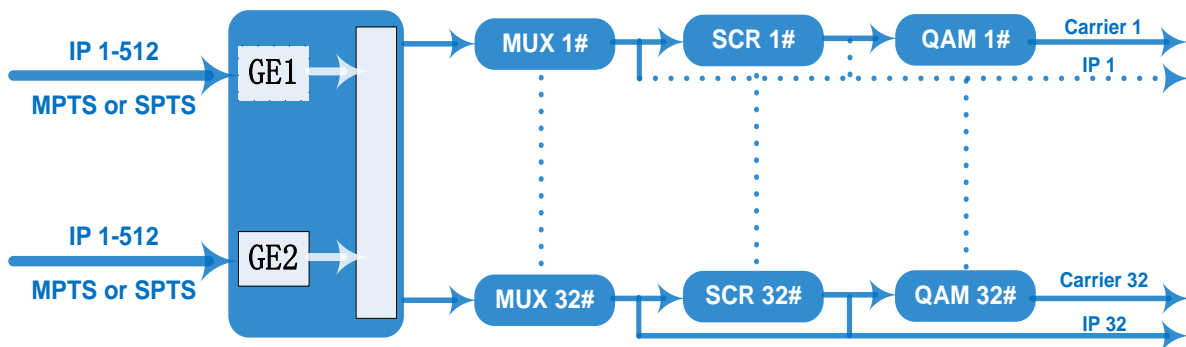 IP 1-512
GE1
MPTS or SPTS
MUX 1#
SCR 1#
QAM 1#
Carrier 1
IP 1
IP 1-512
GE2
MPTS or SPTS
MUX 32#
SCR 32#
QAM 32#
Carrier 32
IP 32